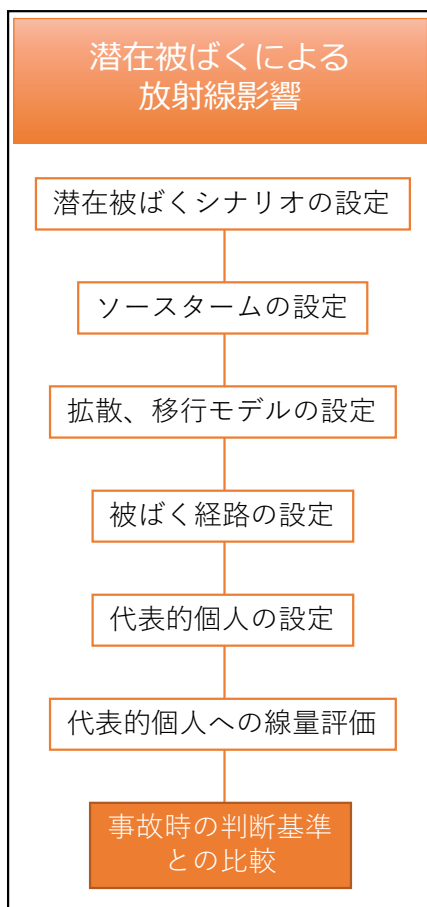 潜在被ばくによる
放射線影響
潜在被ばくシナリオの設定
ソースタームの設定
拡散、移行モデルの設定
被ばく経路の設定
代表的個人の設定
代表的個人への線量評価
事故時の判断基準
との比較